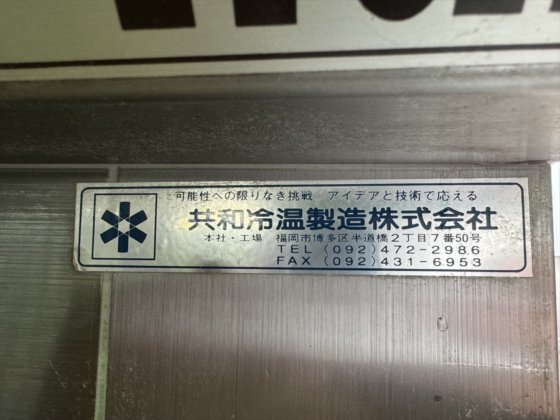 可能性への限りなき挑戦　アイデアと技術で応える
共和冷温製造株式会社
本社・工場　福岡市博多区半道橋2丁目7番50号
TEL (092)472-2986
FAX (092)431-6953